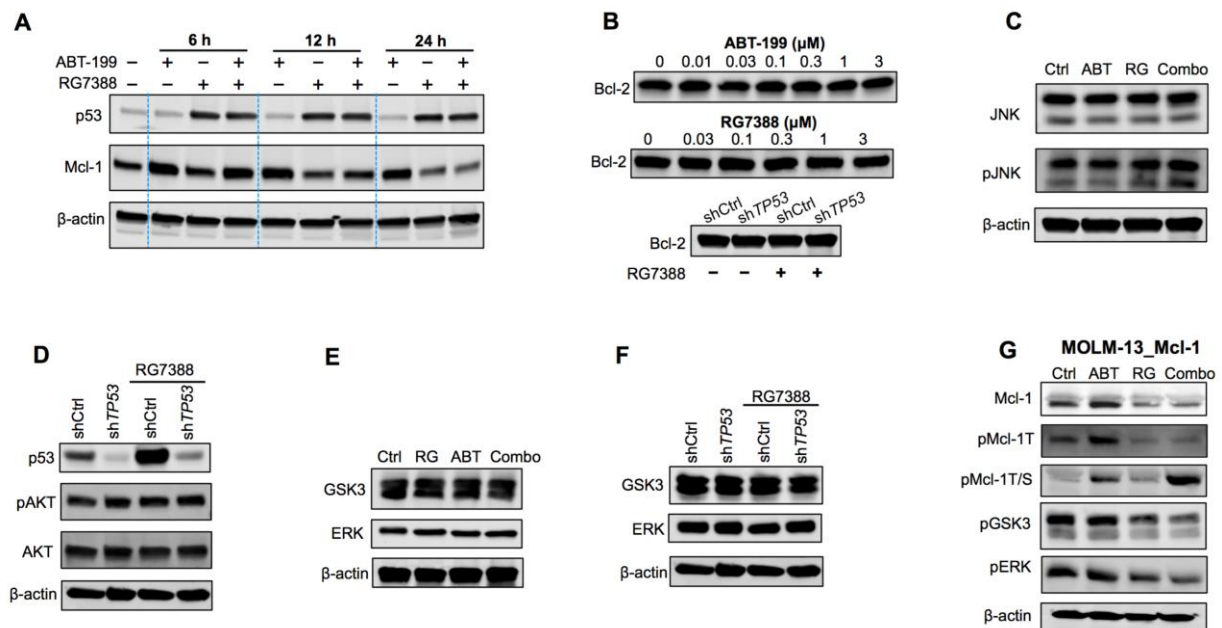 A
6 h 12 h 24 h
ABT-199 – + – + + – + + – +
RG7388 – – + + – + + – + +
p53
Mcl-1
β-actin
B
ABT-199 (µM)
0 0.01 0.03 0.1 0.3 1 3
Bcl-2
RG7388 (µM)
0 0.03 0.1 0.3 1 3
Bcl-2
shCtrl shTP53 shCtrl shTP53
Bcl-2
RG7388 – – + +
C
Ctrl ABT RG Combo
JNK
pJNK
β-actin
D
RG7388
shCtrl shTP53 shCtrl shTP53
p53
pAKT
AKT
β-actin
E
Ctrl RG ABT Combo
GSK3
ERK
β-actin
F
RG7388
shCtrl shTP53 shCtrl shTP53
GSK3
ERK
β-actin
G MOLM-13_Mcl-1
Ctrl ABT RG Combo
Mcl-1
pMcl-1T
pMcl-1T/S
pGSK3
pERK
β-actin